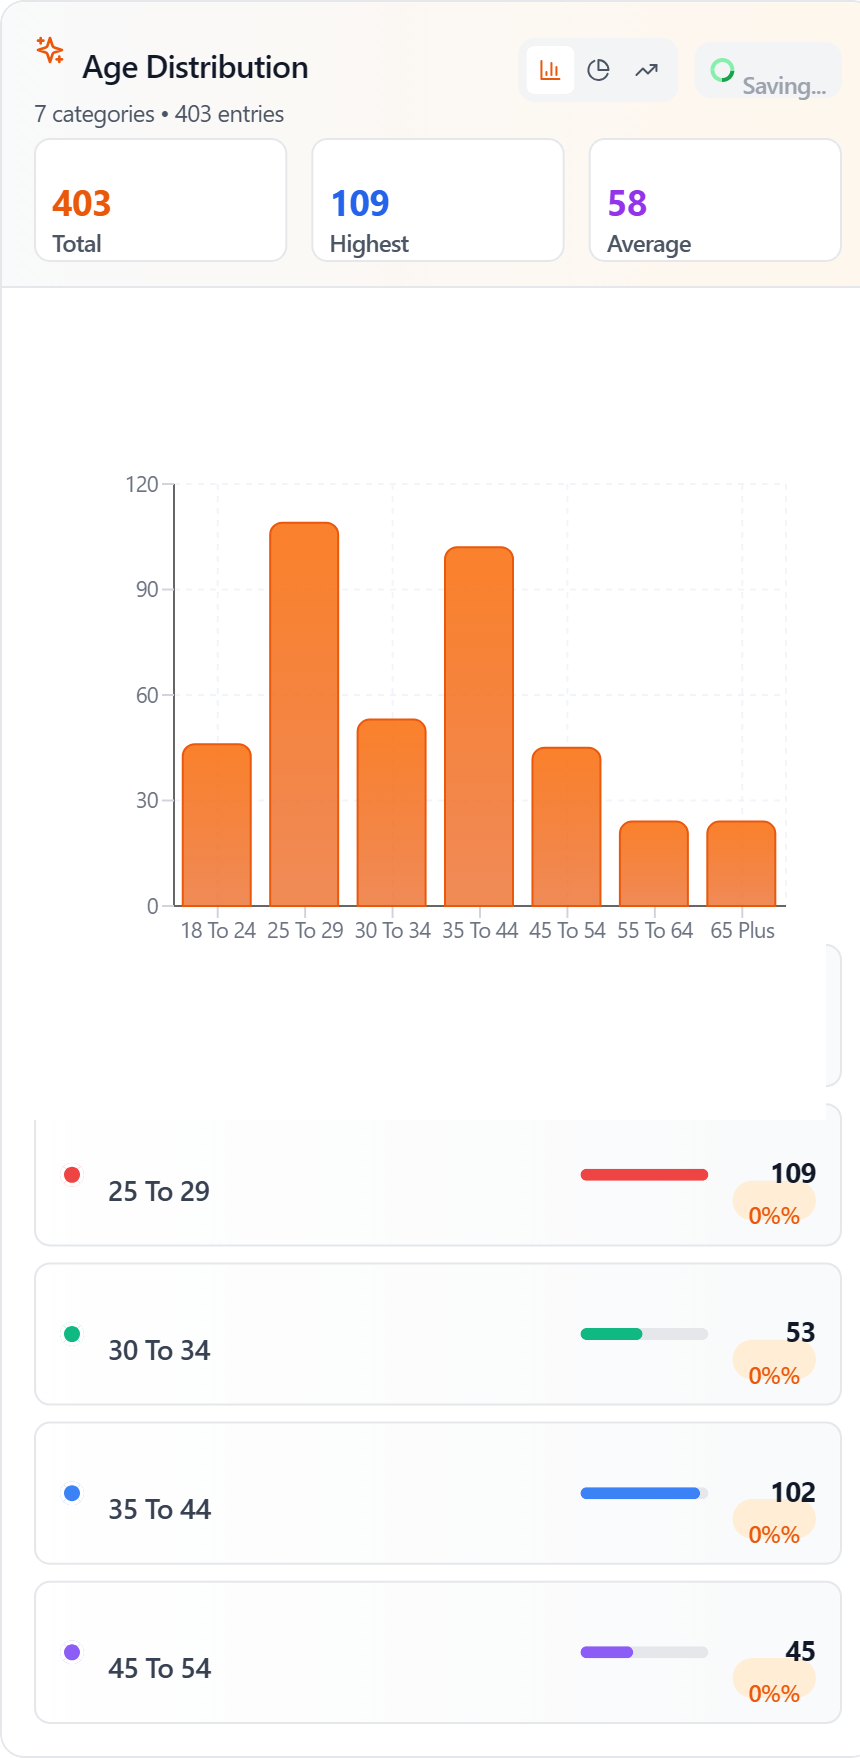 Age Distribution
Saving...
7 categories • 403 entries
403
Total
109
Highest
58
Average
120
90
60
30
0
18 To 24 25 To 29 30 To 34 35 To 44 45 To 54 55 To 64 65 Plus
25 To 29
109
0%%
30 To 34
53
0%%
35 To 44
102
0%%
45 To 54
45
0%%